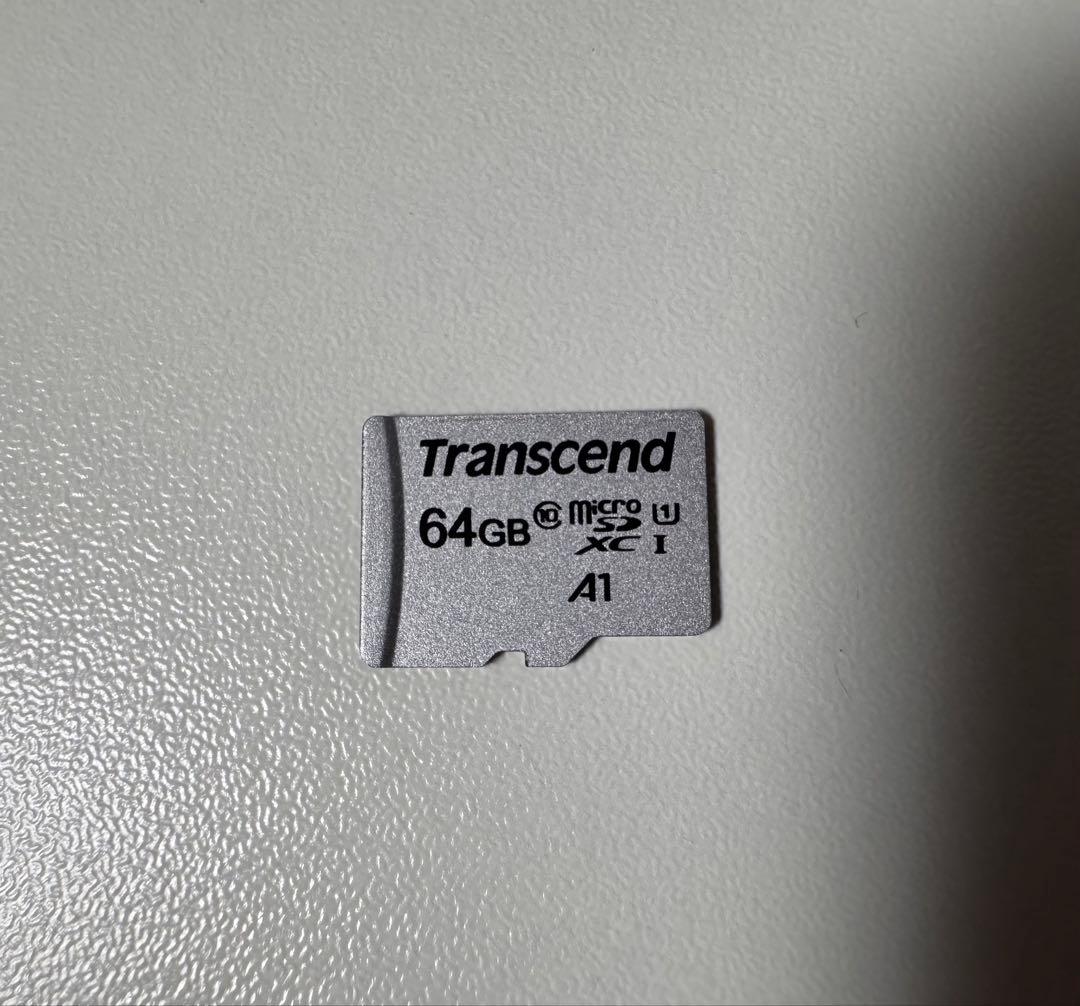 Transcend
64GB 10 micro SD XC I U1
A1